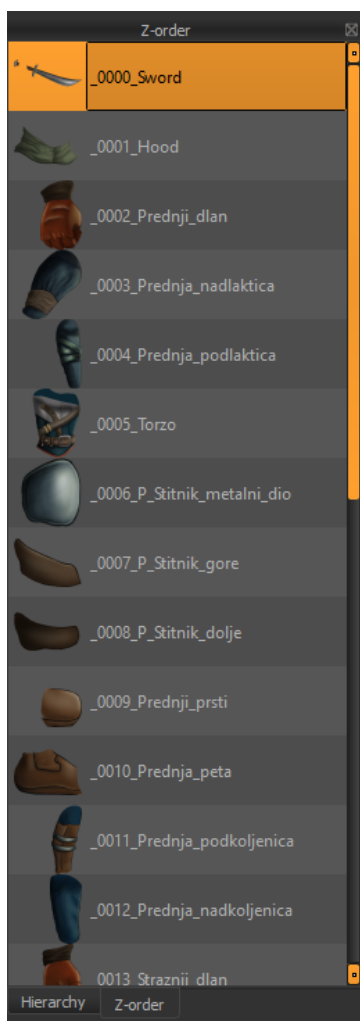 Z-order
_0000_Sword
_0001_Hood
_0002_Prednji_dlan
_0003_Prednja_nadlaktica
_0004_Prednja_podlaktica
_0005_Torzo
_0006_P_Stitnik_metalni_dio
_0007_P_Stitnik_gore
_0008_P_Stitnik_dolje
_0009_Prednji_prsti
_0010_Prednja_peta
_0011_Prednja_podkoljenica
_0012_Prednja_nadkoljenica
_0013_Straznji_dlan
Hierarchy Z-order